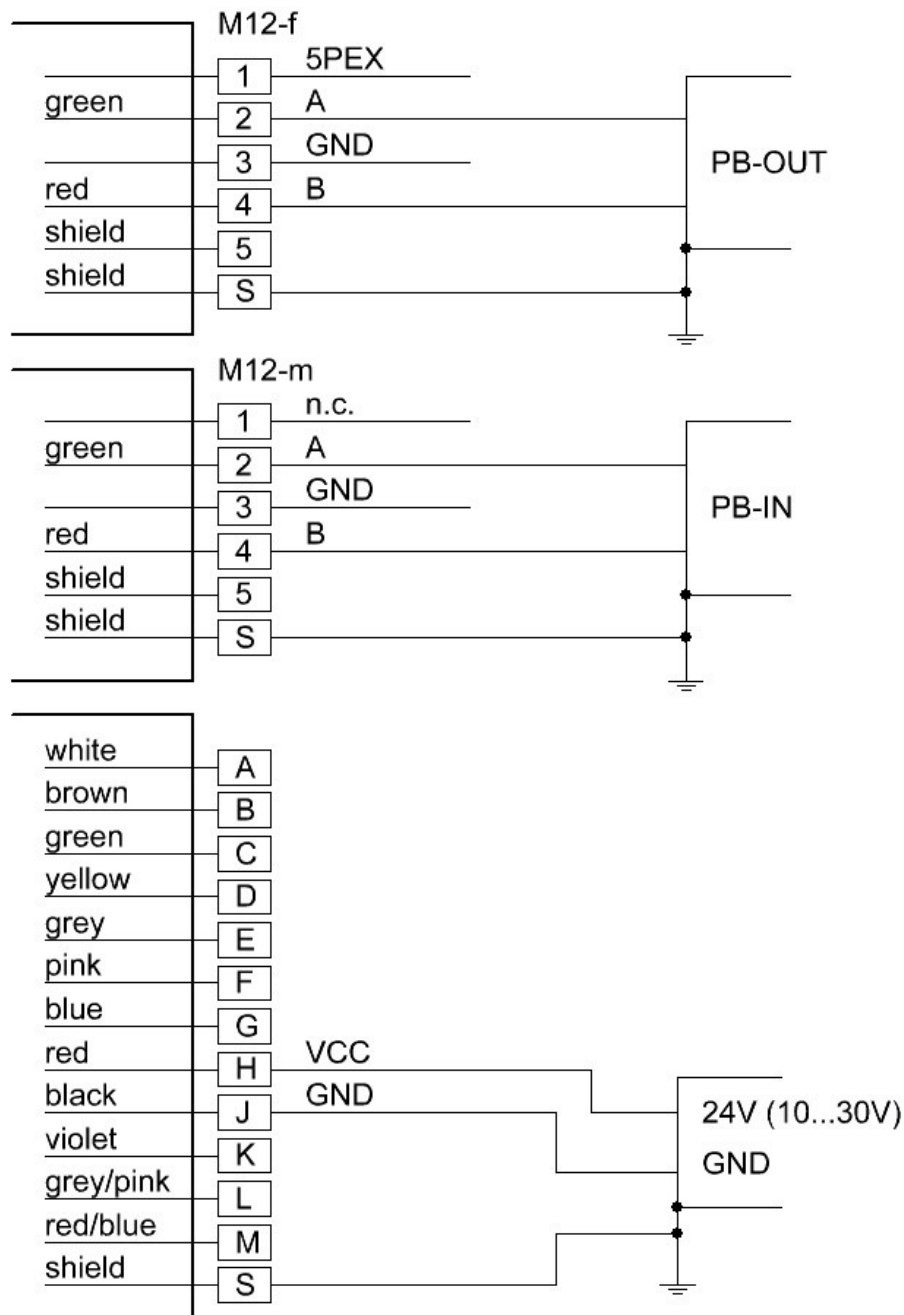 M12-f
1 5PEX
green 2 A
3 GND
PB-OUT
red 4 B
shield 5
shield S
M12-m
1 n.c.
green 2 A
3 GND
PB-IN
red 4 B
shield 5
shield S
white A
brown B
green C
yellow D
grey E
pink F
blue G
red H VCC
black J GND
24V (10...30V)
violet K
GND
grey/pink L
red/blue M
shield S